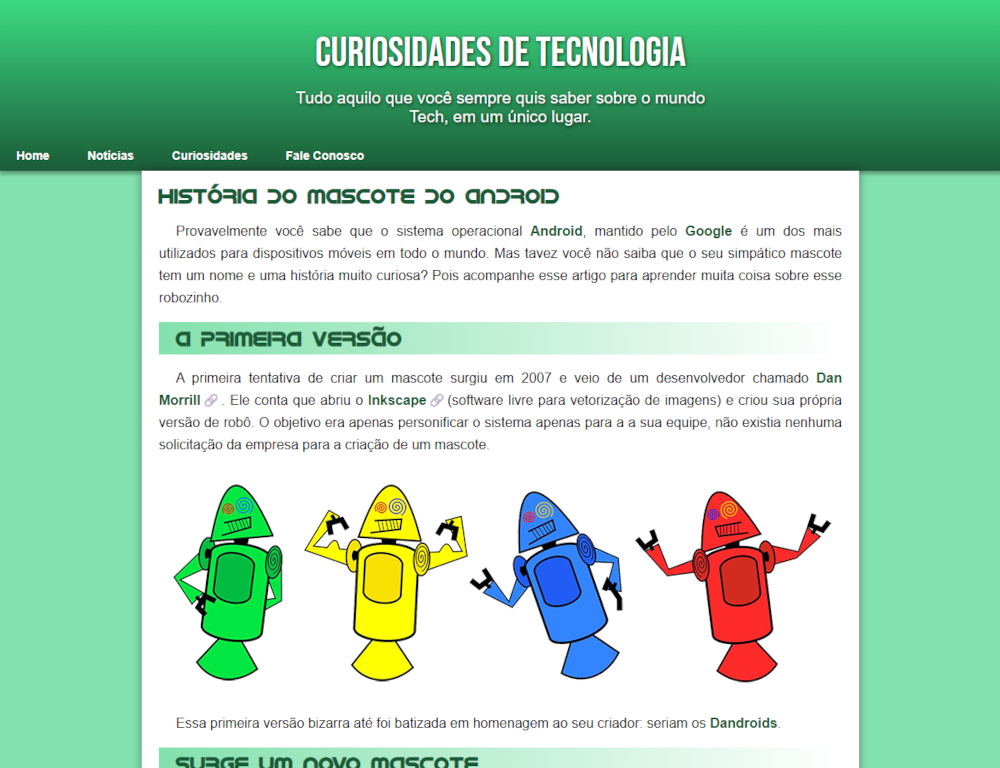 CURIOSIDADES DE TECNOLOGIA
Tudo aquilo que você sempre quis saber sobre o mundo
Tech, em um único lugar.
Home Notícias Curiosidades Fale Conosco
História do Mascote do Android
Provavelmente você sabe que o sistema operacional Android, mantido pelo Google é um dos mais
utilizados para dispositivos móveis em todo o mundo. Mas tavez você não saiba que o seu simpático mascote
tem um nome e uma história muito curiosa? Pois acompanhe esse artigo para aprender muita coisa sobre esse
robozinho.
A primeira versão
A primeira tentativa de criar um mascote surgiu em 2007 e veio de um desenvolvedor chamado Dan
Morrill 🔗 . Ele conta que abriu o Inkscape 🔗 (software livre para vetorização de imagens) e criou sua própria
versão de robô. O objetivo era apenas personificar o sistema apenas para a a sua equipe, não existia nenhuma
solicitação da empresa para a criação de um mascote.
Essa primeira versão bizarra até foi batizada em homenagem ao seu criador: seriam os Dandroids.
Surge um novo mascote